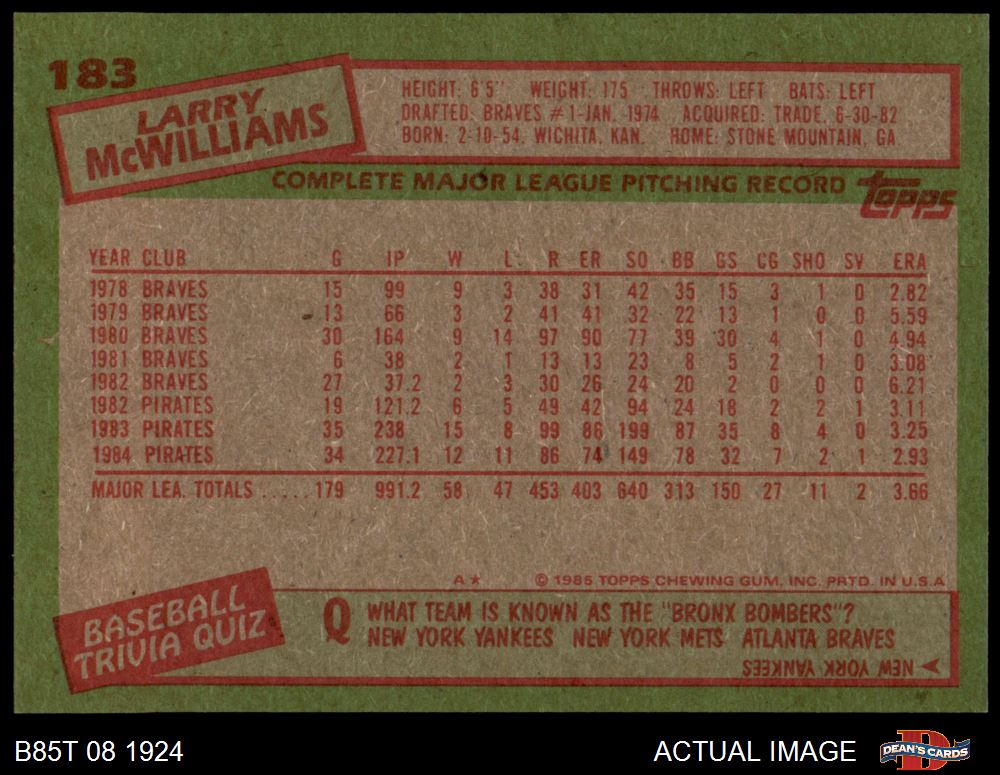 183
LARRY
McWILLIAMS
HEIGHT: 6'5" WEIGHT: 175 THROWS: LEFT BATS: LEFT
DRAFTED: BRAVES #1-JAN, 1974 ACQUIRED: TRADE, 6-30-82
BORN: 2-10-54, WICHITA, KAN. HOME: STONE MOUNTAIN, GA
COMPLETE MAJOR LEAGUE PITCHING RECORD topps
YEAR CLUB G IP W L R ER SO BB GS CG SHO SV ERA
1978 BRAVES 15 99 9 3 38 31 42 35 15 3 1 0 2.82
1979 BRAVES 13 66 3 2 41 41 32 22 13 1 0 0 5.59
1980 BRAVES 30 164 9 14 97 90 77 39 30 4 1 0 4.94
1981 BRAVES 6 38 2 1 13 13 23 8 5 2 1 0 3.08
1982 BRAVES 27 37.2 2 3 30 26 24 20 2 0 0 0 6.21
1982 PIRATES 19 121.2 6 5 49 42 94 24 18 2 2 1 3.11
1983 PIRATES 35 238 15 8 99 86 199 87 35 8 4 0 3.25
1984 PIRATES 34 227.1 12 11 86 74 149 78 32 7 2 1 2.93
MAJOR LEA. TOTALS ..... 179 991.2 58 47 453 403 640 313 150 27 11 2 3.66
A★ © 1985 TOPPS CHEWING GUM, INC. PRTD. IN U.S.A
BASEBALL
TRIVIA QUIZ
Q WHAT TEAM IS KNOWN AS THE "BRONX BOMBERS"?
NEW YORK YANKEES NEW YORK METS ATLANTA BRAVES
NEW YORK YANKEES
B85T 08 1924
ACTUAL IMAGE
D
DEAN'S CARDS